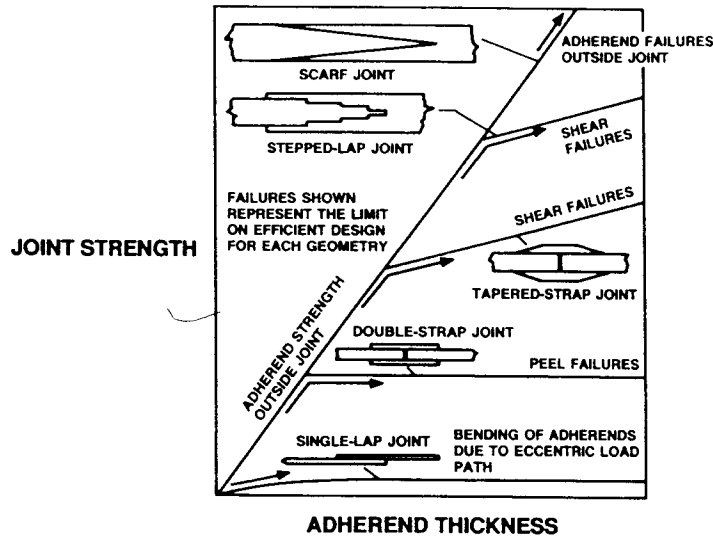 ADHEREND FAILURES
OUTSIDE JOINT
SCARF JOINT
STEPPED-LAP JOINT
SHEAR
FAILURES
FAILURES SHOWN
REPRESENT THE LIMIT
ON EFFICIENT DESIGN
FOR EACH GEOMETRY
SHEAR FAILURES
JOINT STRENGTH
TAPERED-STRAP JOINT
ADHEREND STRENGTH
OUTSIDE JOINT
DOUBLE-STRAP JOINT
PEEL FAILURES
SINGLE-LAP JOINT
BENDING OF ADHERENDS
DUE TO ECCENTRIC LOAD
PATH
ADHEREND THICKNESS